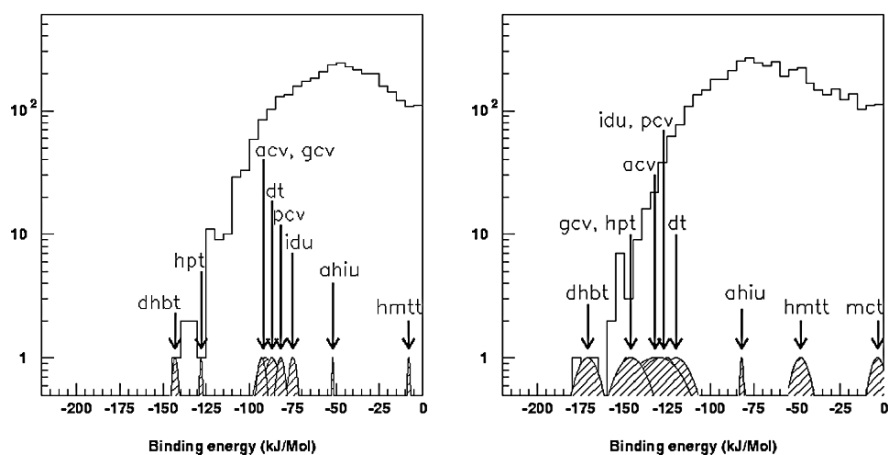 10²
10
1
acv, gcv
dt
pcv
idu
hpt
dhbt
ahiu
hmtt
-200 -175 -150 -125 -100 -75 -50 -25 0
Binding energy (kJ/Mol)
10²
10
1
idu, pcv
acv
gcv, hpt
dt
dhbt
ahiu
hmtt
mct
-200 -175 -150 -125 -100 -75 -50 -25 0
Binding energy (kJ/Mol)